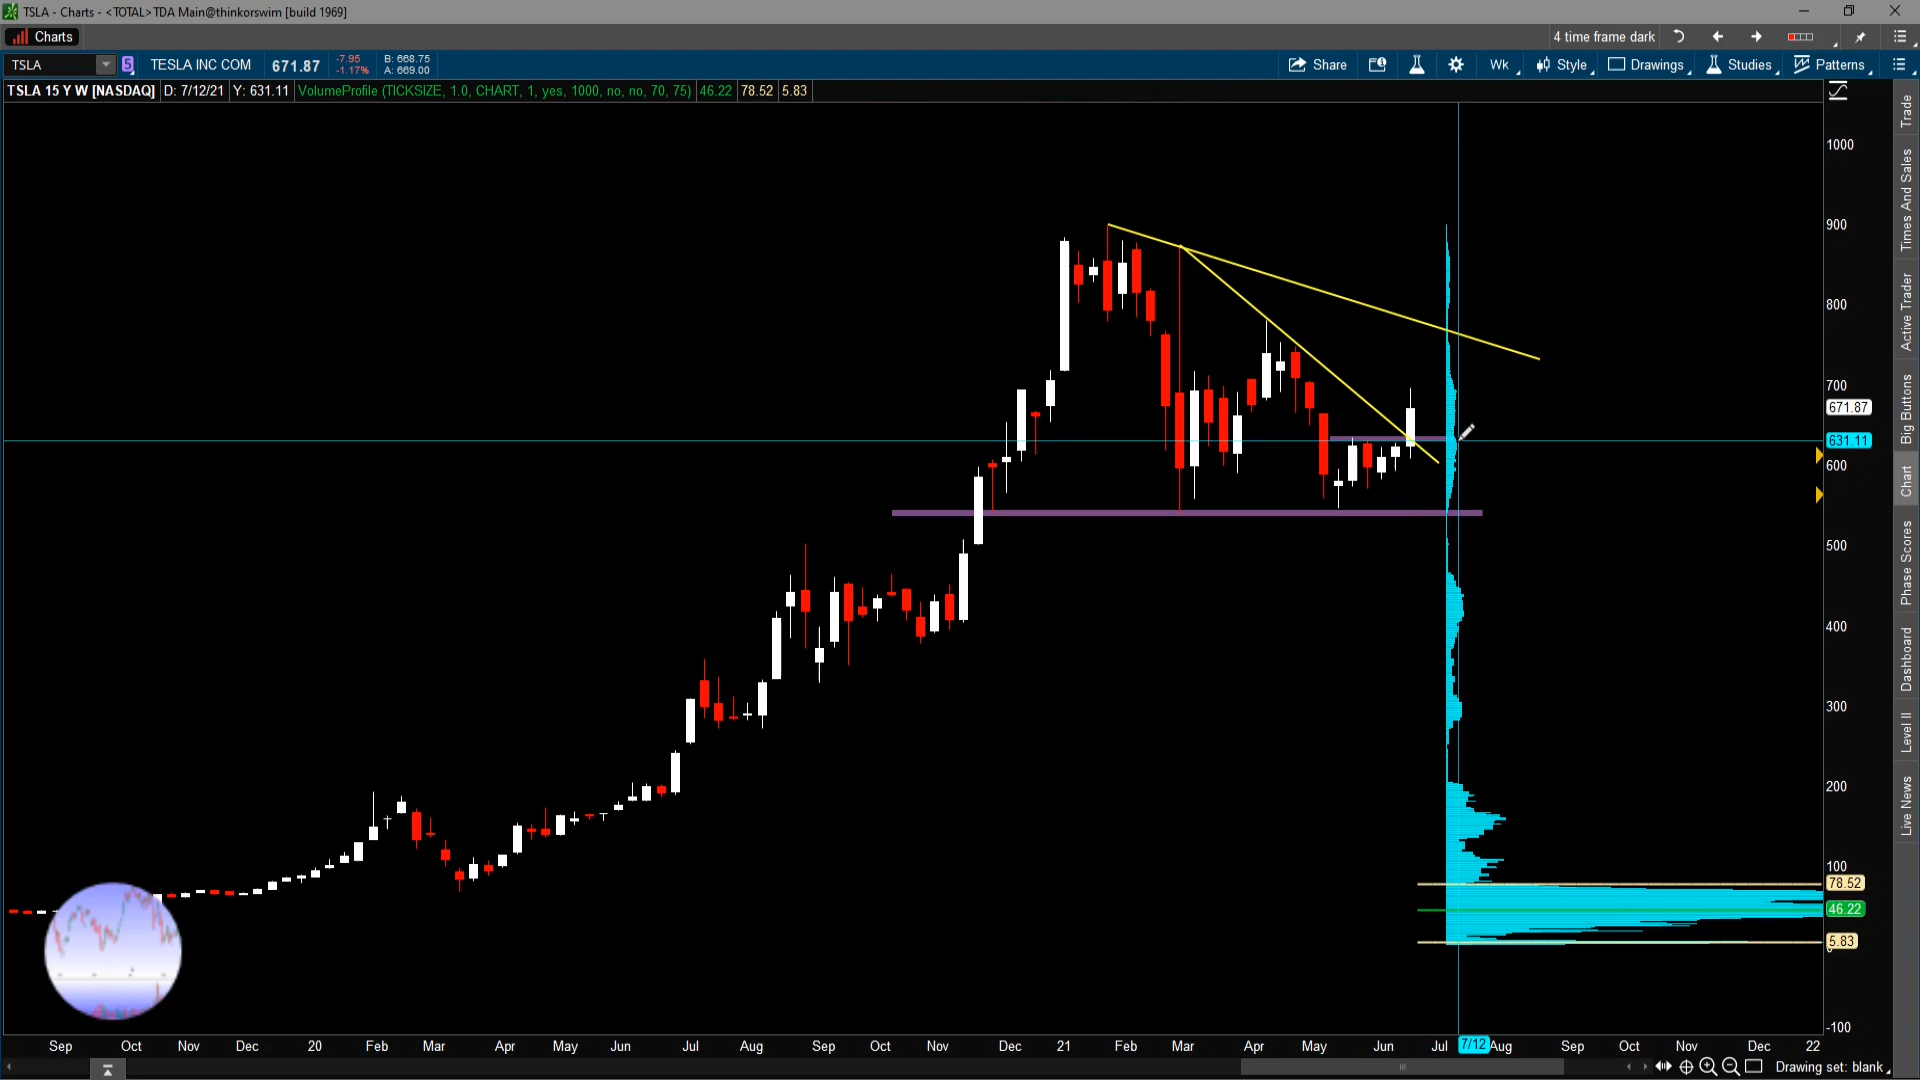 TSLA - Charts - <TOTAL>TDA Main@thinkorswim [build 1969]
Charts
4 time frame dark
TSLA
5
TESLA INC COM
671.87
-7.95
-1.17%
B: 668.75
A: 669.00
Share
Wk
Style
Drawings
Studies
Patterns
TSLA 15 Y W [NASDAQ]
D: 7/12/21
Y: 631.11
VolumeProfile (TICKSIZE, 1.0, CHART, 1, yes, 1000, no, no, 70, 75)
46.22
78.52
5.83
1000
900
800
700
671.87
631.11
600
500
400
300
200
100
78.52
46.22
5.83
-100
Trade
Times And Sales
Active Trader
Big Buttons
Chart
Phase Scores
Dashboard
Level II
Live News
Sep
Oct
Nov
Dec
20
Feb
Mar
Apr
May
Jun
Jul
Aug
Sep
Oct
Nov
Dec
21
Feb
Mar
Apr
May
Jun
Jul
7/12
Aug
Sep
Oct
Nov
Dec
22
Drawing set: blank